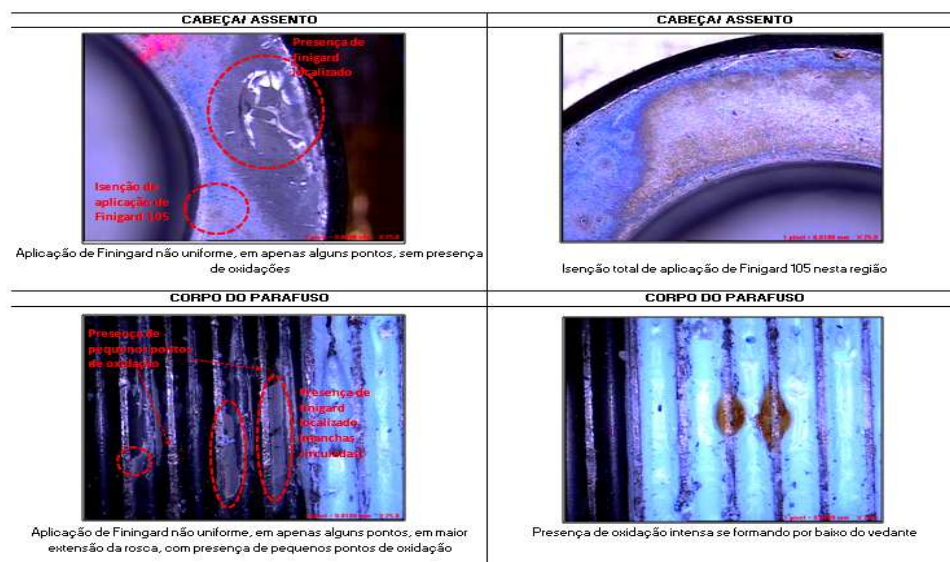 CABEÇA/ ASSENTO
CABEÇA/ ASSENTO
Presença de
finigard
localizado
Isenção de
aplicação de
Finigard 105
Aplicação de Finingard não uniforme, em apenas alguns pontos, sem presença
de oxidações
Isenção total de aplicação de Finigard 105 nesta região
CORPO DO PARAFUSO
CORPO DO PARAFUSO
Presença de
pequenos pontos
de oxidação
Presença de
finigard
localizado
(manchas
circuladas)
Aplicação de Finingard não uniforme, em apenas alguns pontos, em maior
extensão da rosca, com presença de pequenos pontos de oxidação
Presença de oxidação intensa se formando por baixo do vedante